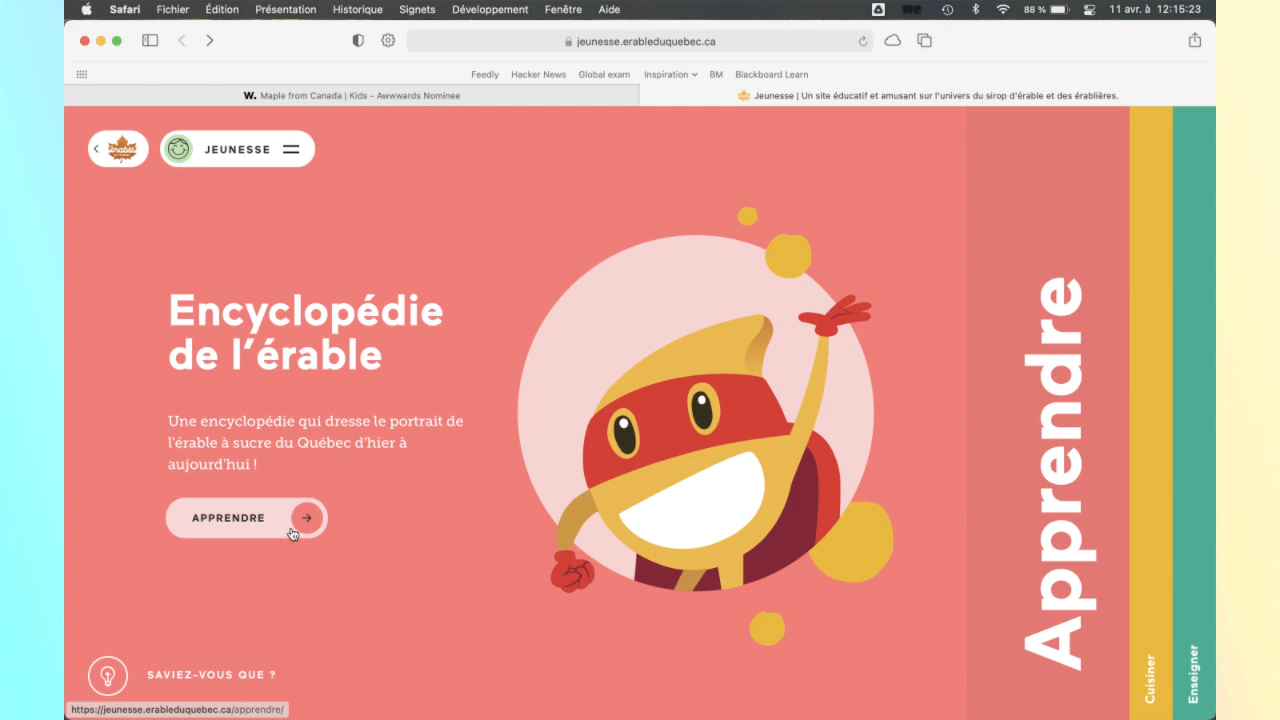 Safari Fichier Édition Présentation Historique Signets Développement Fenêtre Aide
88 % 11 avr. à 12:15:23
jeunesse.erableduquebec.ca
Feedly Hacker News Global exam Inspiration BM Blackboard Learn
W. Maple from Canada | Kids - Awwwards Nominee
Jeunesse | Un site éducatif et amusant sur l'univers du sirop d'érable et des érablières.
érable
JEUNESSE
Encyclopédie
de l'érable
Une encyclopédie qui dresse le portrait de
l'érable à sucre du Québec d'hier à
aujourd'hui !
APPRENDRE
Apprendre
Cuisiner
Enseigner
SAVIEZ-VOUS QUE ?
https://jeunesse.erableduquebec.ca/apprendre/